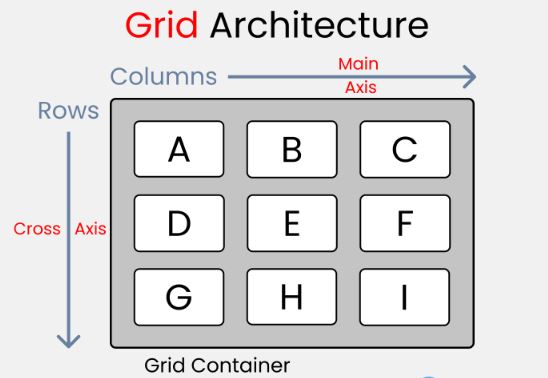 Grid Architecture
Main
Columns
Axis
Rows
A B C
Cross Axis
D E F
G H I
Grid Container